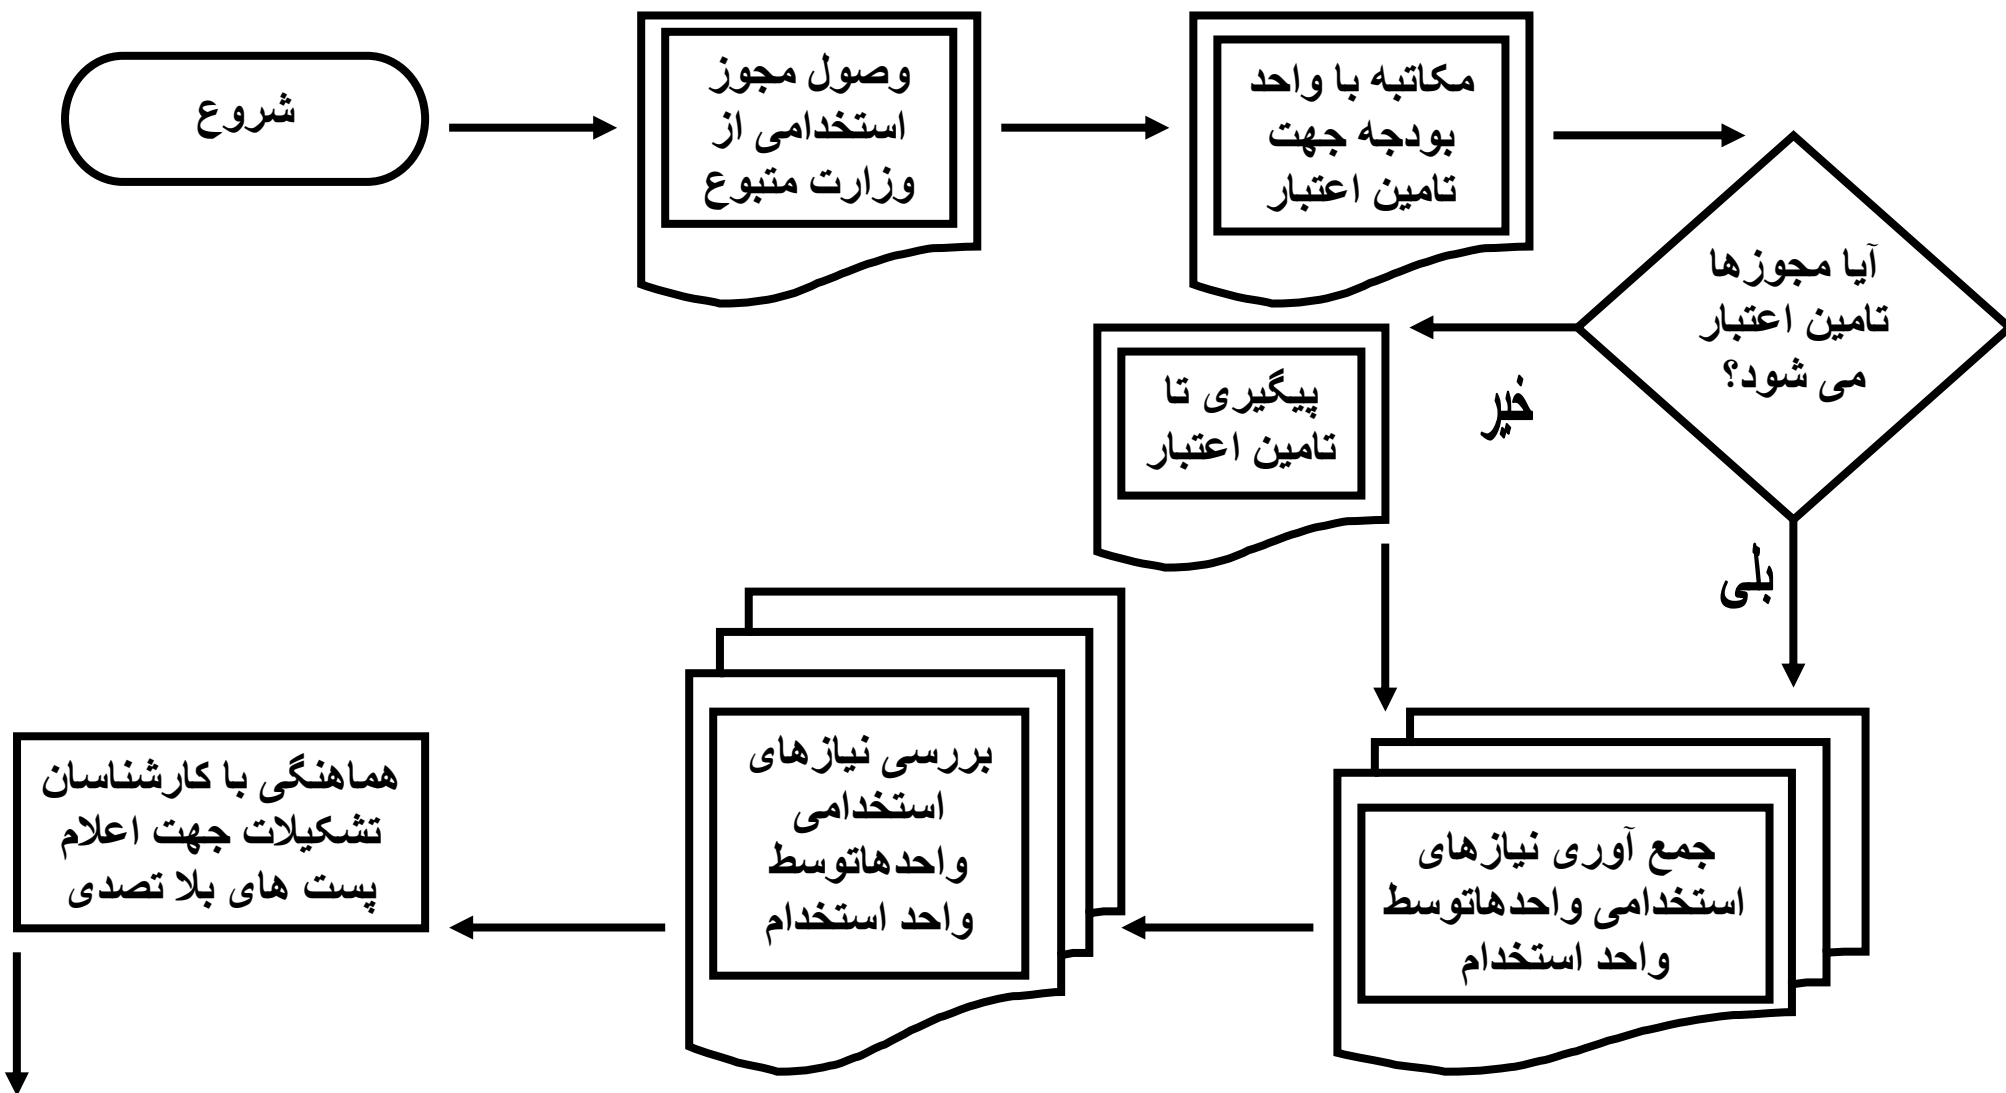 شروع
وصول مجوز
استخدامی از
وزارت متبوع
مکاتبه با واحد
بودجه جهت
تامین اعتبار
آیا مجوزها
تامین اعتبار
می شود؟
خیر
پیگیری تا
تامین اعتبار
بلی
جمع آوری نیازهای
استخدامی واحدهاتوسط
واحد استخدام
بررسی نیازهای
استخدامی
واحدهاتوسط
واحد استخدام
هماهنگی با کارشناسان
تشکیلات جهت اعلام
پست های بلا تصدی